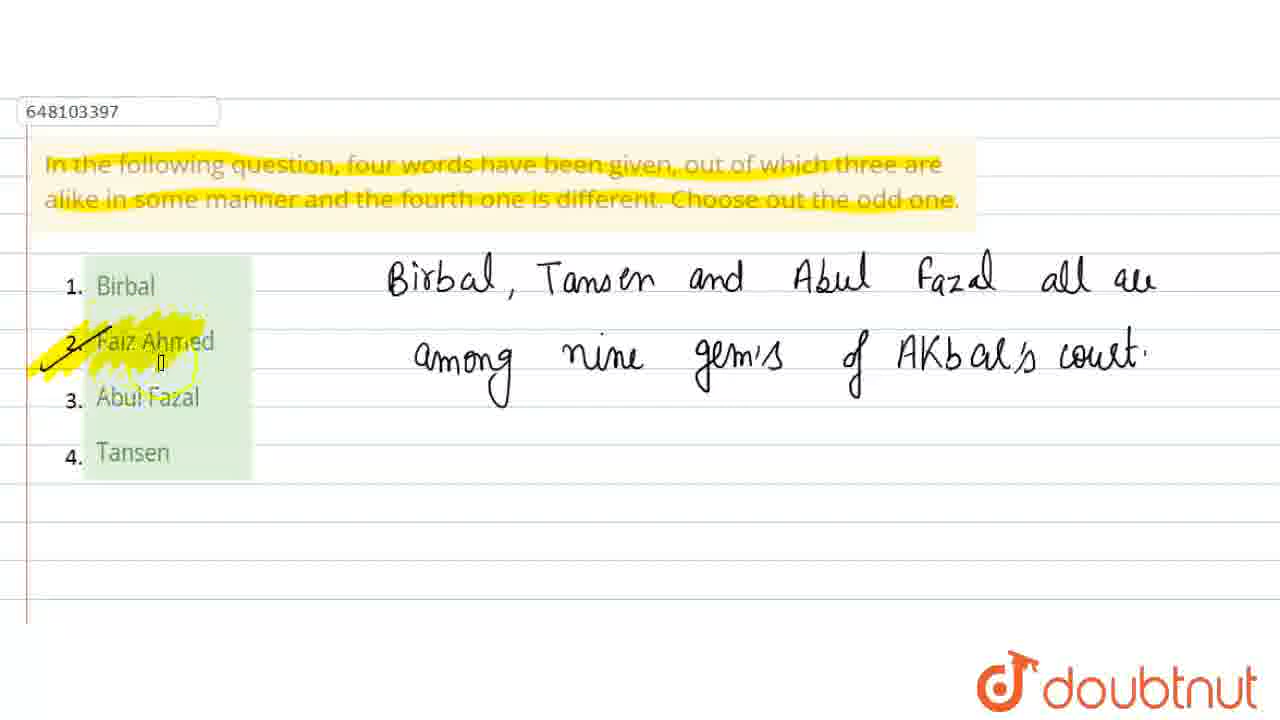 648103397
In the following question, four words have been given, out of which three are
alike in some manner and the fourth one is different. Choose out the odd one.
1. Birbal
2. Faiz Ahmed
3. Abul Fazal
4. Tansen
Birbal, Tansen and Abul Fazal all are
among nine gem's of AKbal's court.
doubtnut